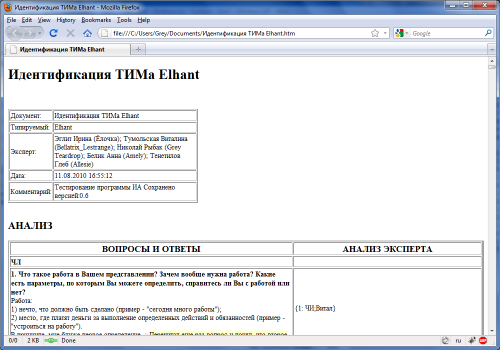 Идентификация ТИМа Elhant - Mozilla Firefox
File Edit View History Bookmarks Tools Help
file:///C:/Users/Grey/Documents/Идентификация ТИМа Elhant.htm
Google
Идентификация ТИМа Elhant
Идентификация ТИМа Elhant
Документ: Идентификация ТИМа Elhant
Типируемый: Elhant
Эксперт: Эглит Ирина (Ёлочка); Тумольская Виталина
(Bellatrix_Lestrange); Николай Рыбак (Grey
Teardrop); Белик Анна (Amely); Тенетилов
Глеб (Allesie)
Дата: 11.08.2010 16:55:12
Комментарий: Тестирование программы ИА Сохранено
версией:0.6
АНАЛИЗ
ВОПРОСЫ И ОТВЕТЫ АНАЛИЗ ЭКСПЕРТА
ЧЛ
1. Что такое работа в Вашем представлении? Зачем вообще нужна работа? Какие
есть параметры, по которым Вы можете определить, справитесь ли Вы с работой или
нет?
Работа:
1) нечто, что должно быть сделано (пример - "сегодня много работы");
2) место, где платят деньги за выполнение определенных действий и обязанностей (пример -
"устроиться на работу").
{1: ЧИ;Витал}
0/0 2 KB Done ru ABP